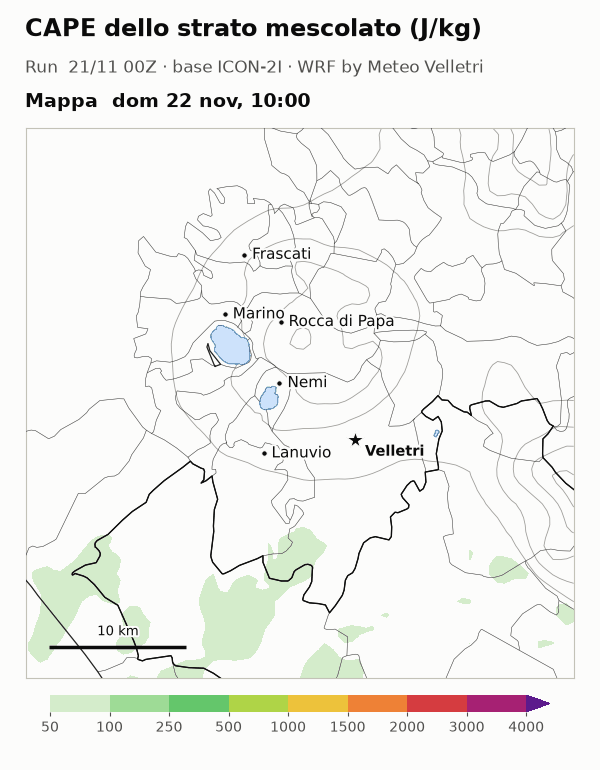 CAPE dello strato mescolato (J/kg)
Run  21/11 00Z · base ICON-2I · WRF by Meteo Velletri
Mappa  dom 22 nov, 10:00
Frascati
Marino
Rocca di Papa
Nemi
Velletri
Lanuvio
10 km
50 100 250 500 1000 1500 2000 3000 4000